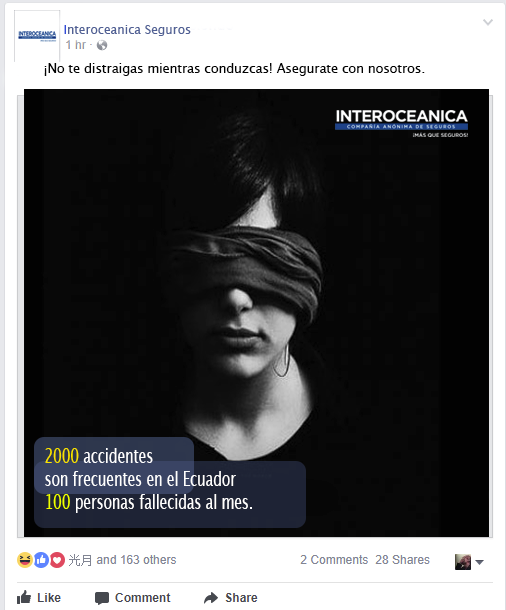 INTEROCEANICA
Interoceanica Seguros
1 hr ·
¡No te distraigas mientras conduzcas! Asegurate con nosotros.
INTEROCEANICA
COMPAÑÍA ANÓNIMA DE SEGUROS
¡MÁS QUE SEGUROS!
2000 accidentes
son frecuentes en el Ecuador
100 personas fallecidas al mes.
光月 and 163 others
2 Comments 28 Shares
Like Comment Share